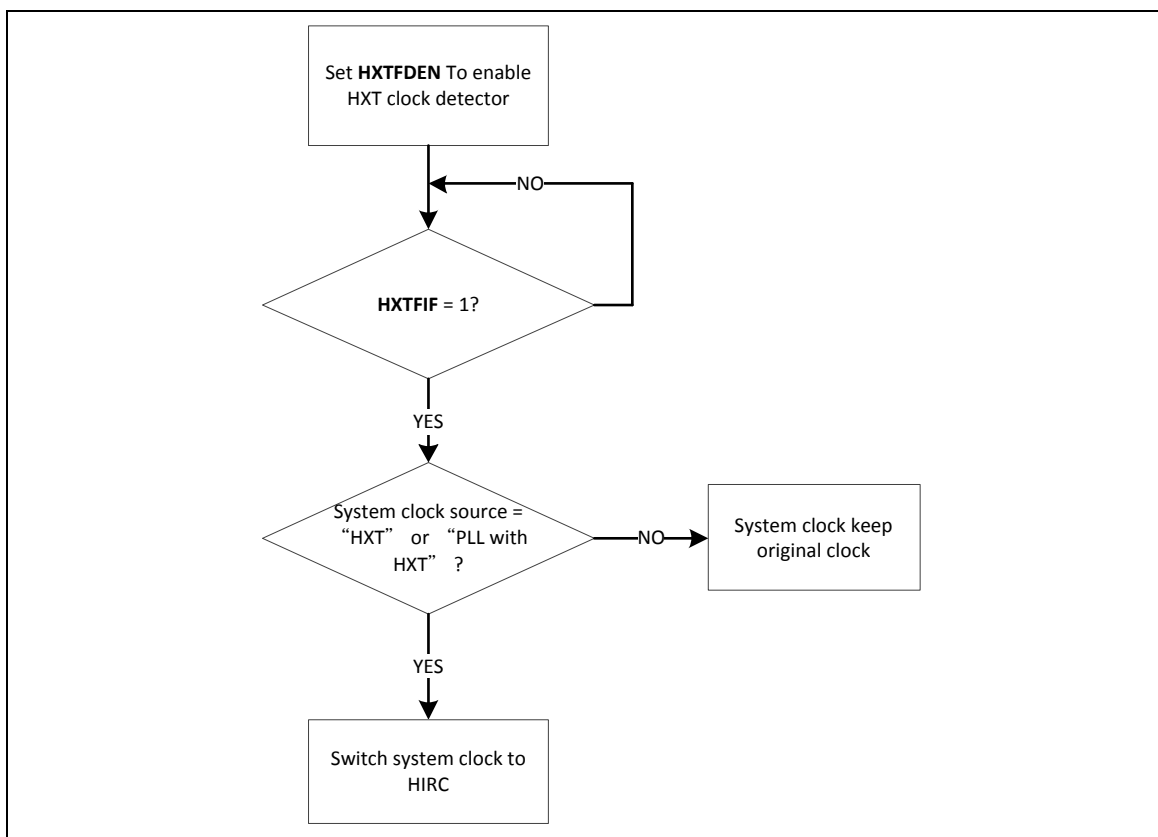 Set HXTFDEN To enable
HXT clock detector
NO
HXTFIF = 1?
YES
System clock source =
“HXT” or “PLL with
HXT” ?
NO
System clock keep
original clock
YES
Switch system clock to
HIRC